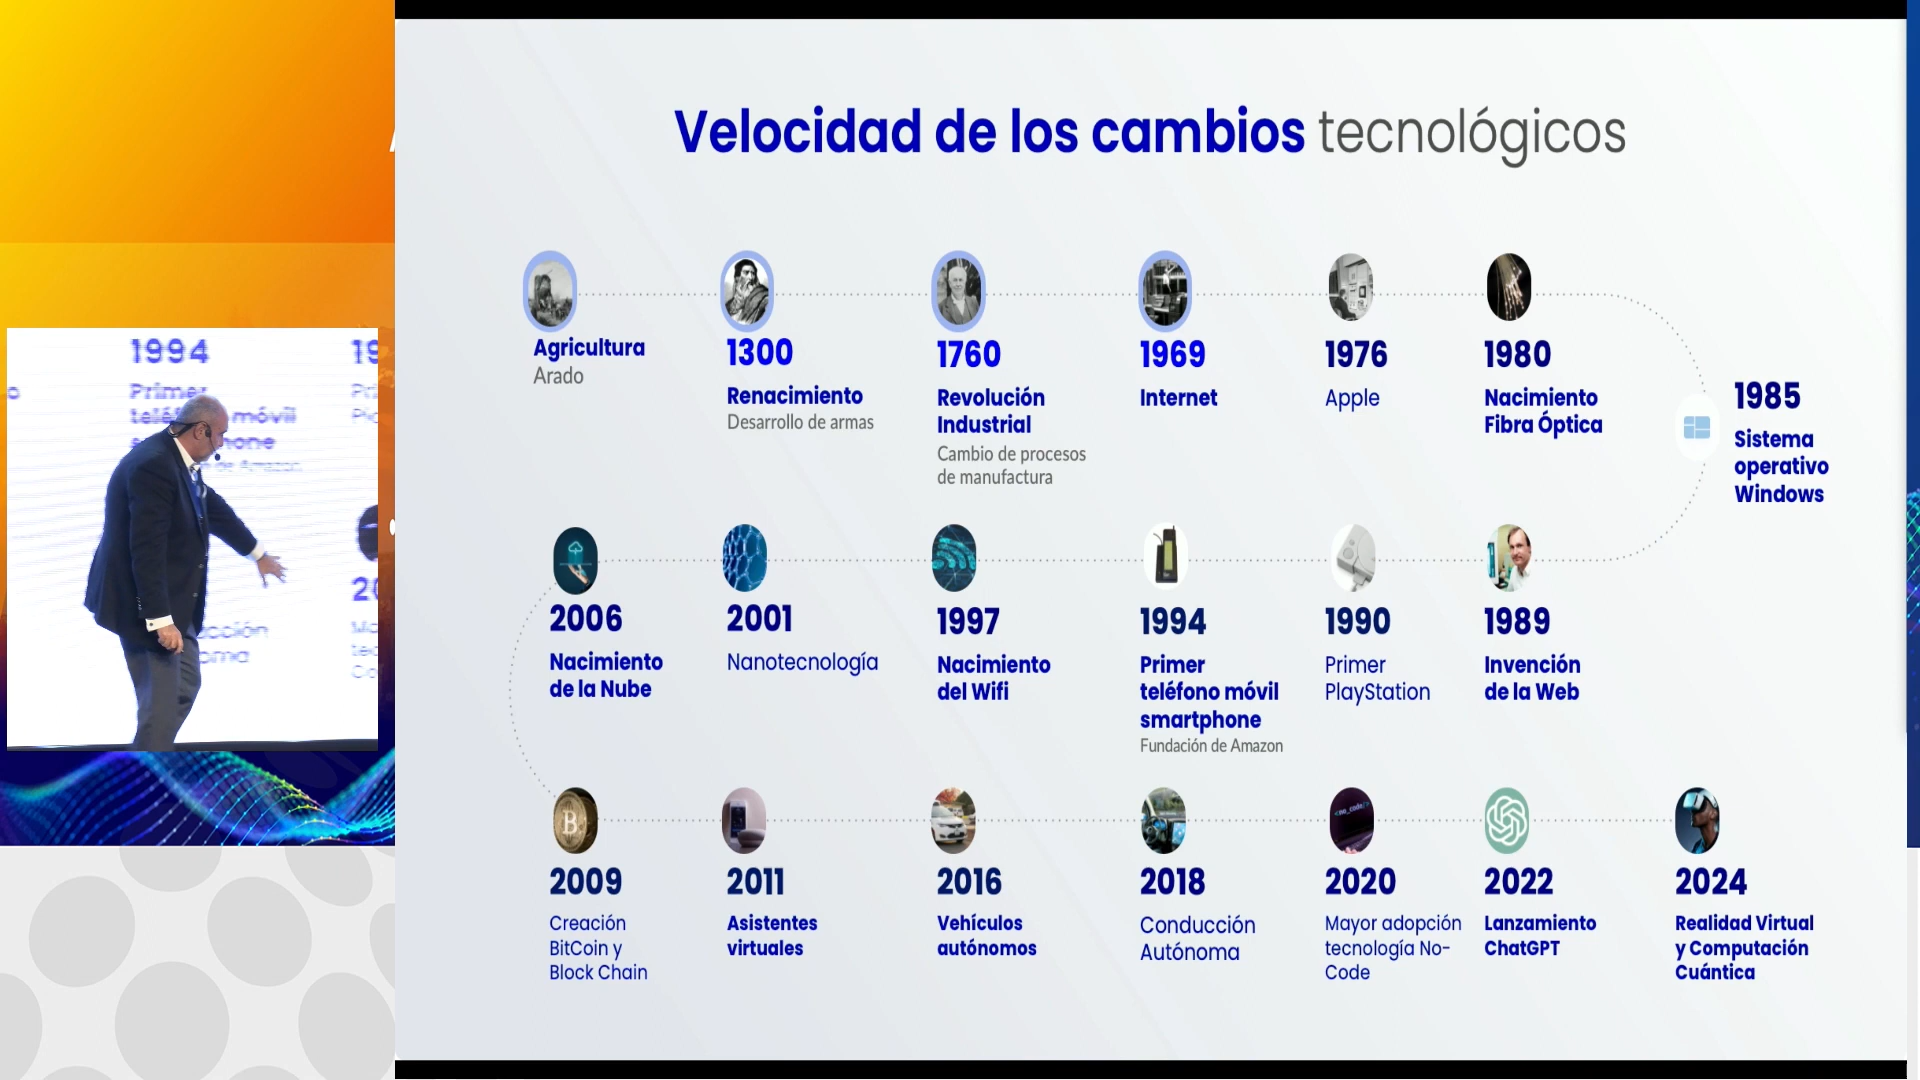 Velocidad de los cambios tecnológicos
Agricultura
Arado
1300
Renacimiento
Desarrollo de armas
1760
Revolución
Industrial
Cambio de procesos
de manufactura
1969
Internet
1976
Apple
1980
Nacimiento
Fibra Óptica
1985
Sistema
operativo
Windows
2006
Nacimiento
de la Nube
2001
Nanotecnología
1997
Nacimiento
del Wifi
1994
Primer
teléfono móvil
smartphone
Fundación de Amazon
1990
Primer
PlayStation
1989
Invención
de la Web
2009
Creación
BitCoin y
Block Chain
2011
Asistentes
virtuales
2016
Vehículos
autónomos
2018
Conducción
Autónoma
2020
Mayor adopción
tecnología No-
Code
2022
Lanzamiento
ChatGPT
2024
Realidad Virtual
y Computación
Cuántica
1994
Primer
móvil
de Amazon